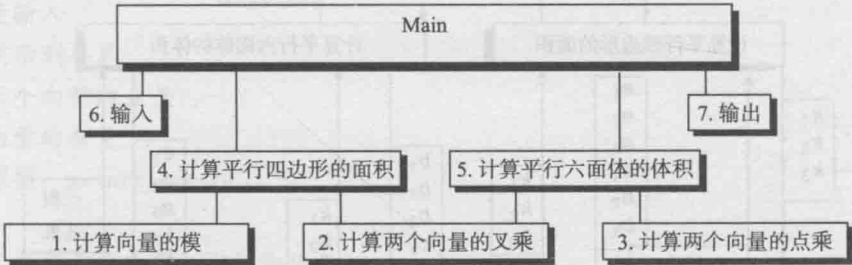 Main
6. 输入
7. 输出
4. 计算平行四边形的面积
5. 计算平行六面体的体积
1. 计算向量的模
2. 计算两个向量的叉乘
3. 计算两个向量的点乘